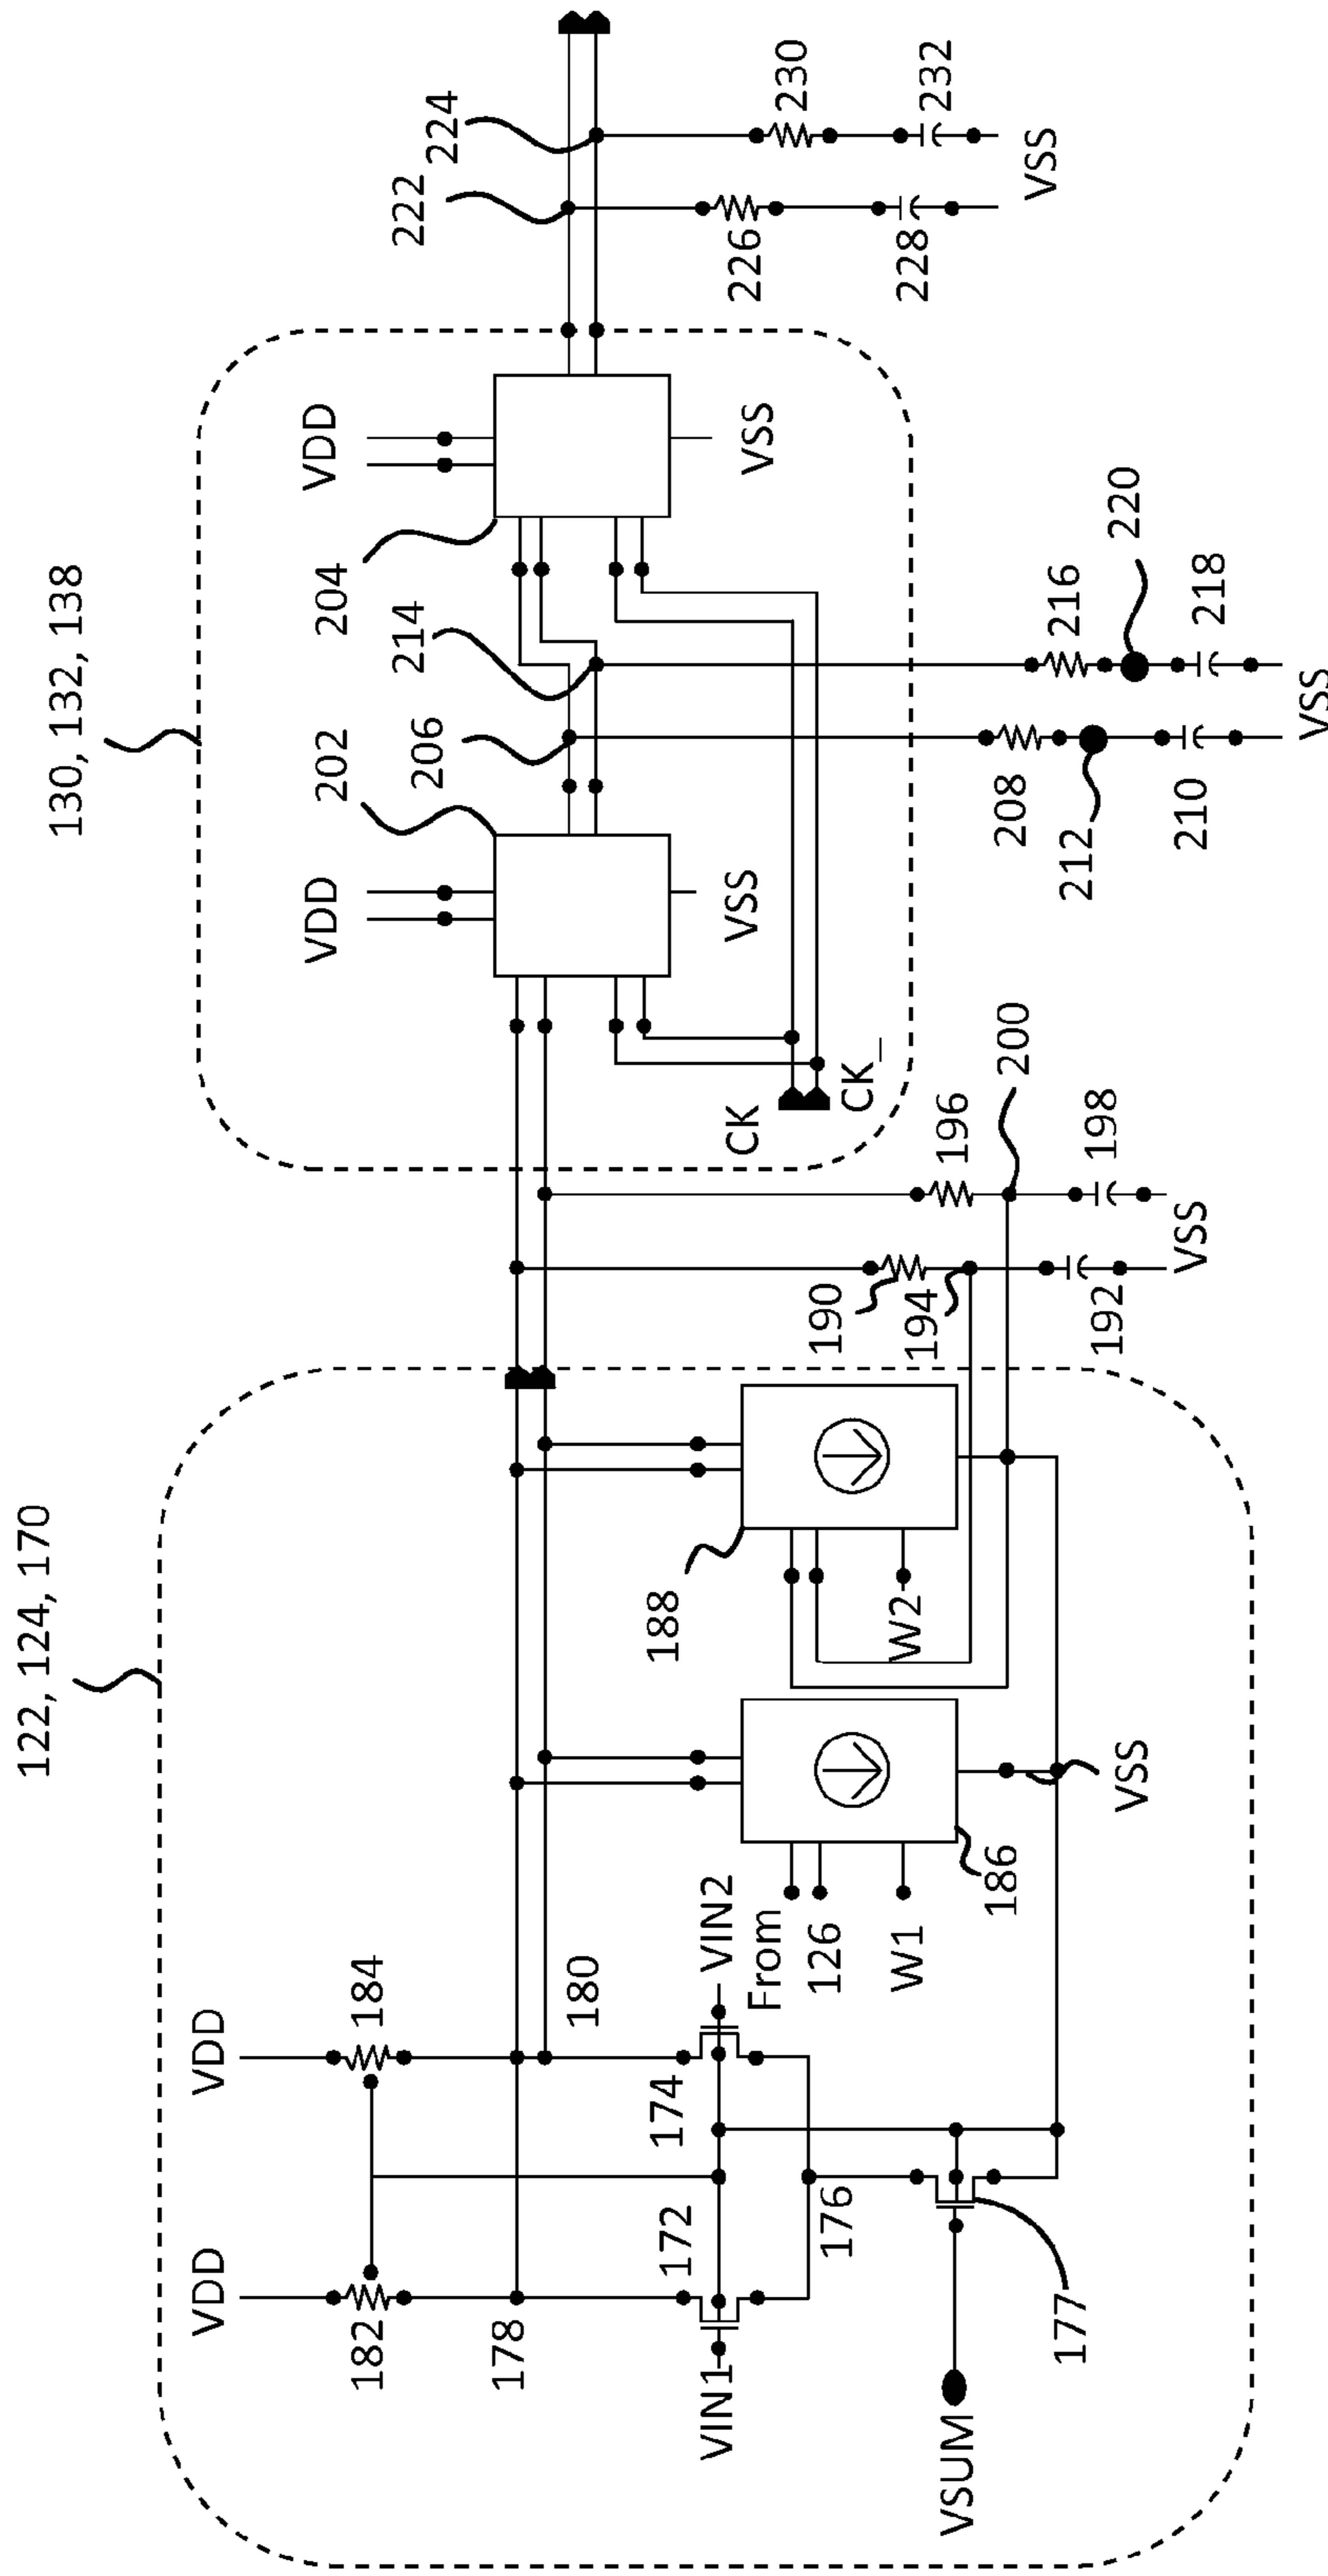 122, 124, 170
130, 132, 138
VDD
VDD
182
184
178
180
VIN1
172
174
VIN2
176
177
VSUM
From
126
W1
186
VSS
188
W2
190
194
192
196
198
200
VSS
VDD
202
206
VSS
CK
CK_
VDD
204
214
VSS
208
212
210
216
220
218
VSS
222
224
226
228
230
232
VSS